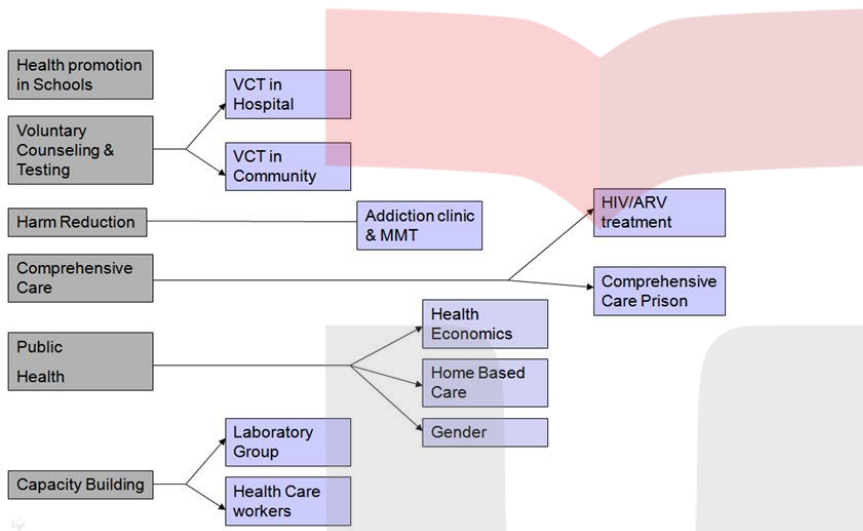 Health promotion
in Schools
VCT in
Hospital
Voluntary
Counseling &
Testing
VCT in
Community
HIV/ARV
treatment
Harm Reduction
Addiction clinic
& MMT
Comprehensive
Care
Comprehensive
Care Prison
Health
Economics
Public
Health
Home Based
Care
Gender
Laboratory
Group
Capacity Building
Health Care
workers